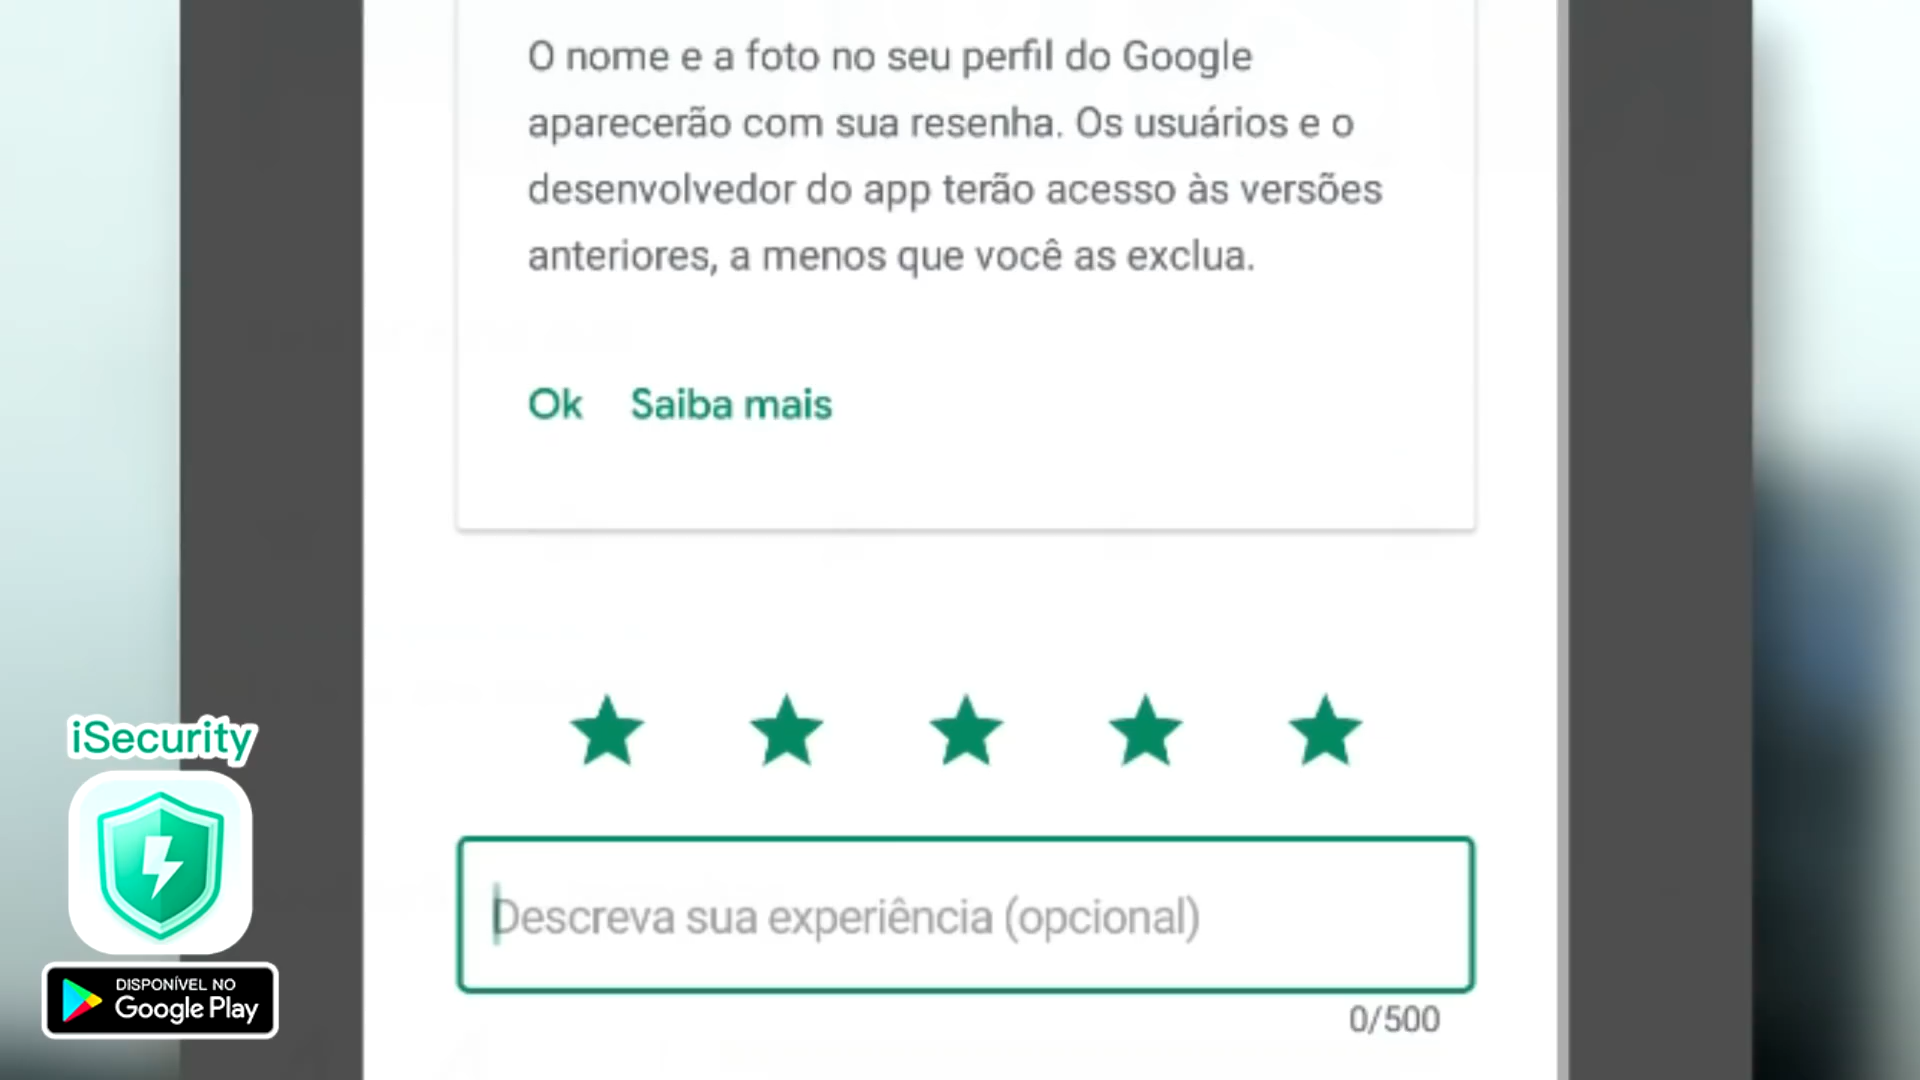 O nome e a foto no seu perfil do Google
aparecerão com sua resenha. Os usuários e o
desenvolvedor do app terão acesso às versões
anteriores, a menos que você as exclua.
Ok Saiba mais
Descreva sua experiência (opcional)
0/500
iSecurity
DISPONÍVEL NO
Google Play